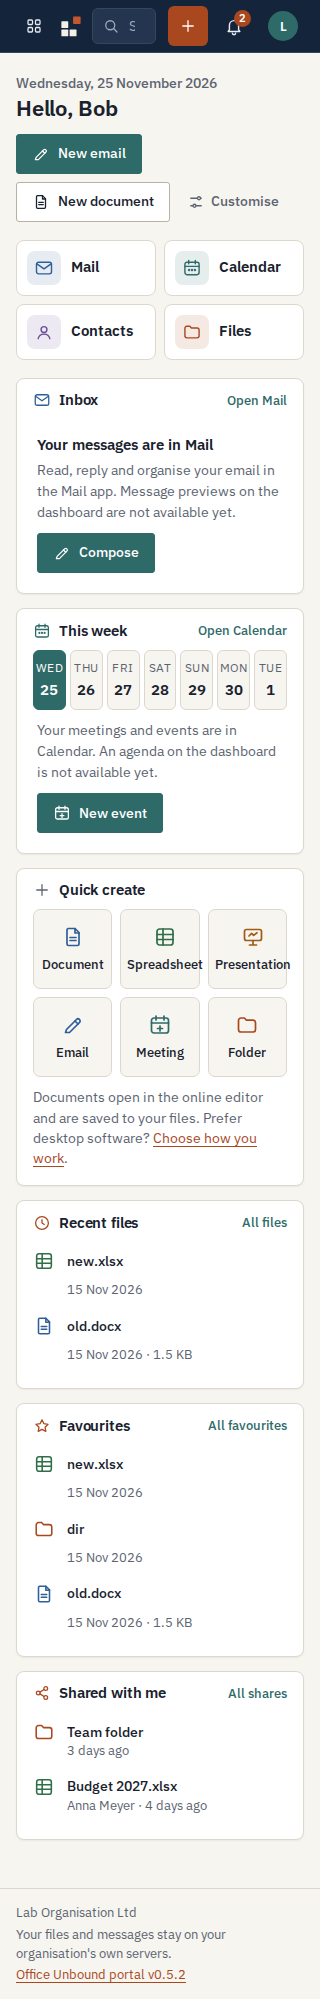 S
2
L
Wednesday, 25 November 2026
Hello, Bob
New email
New document
Customise
Mail
Calendar
Contacts
Files
Inbox
Open Mail
Your messages are in Mail
Read, reply and organise your email in
the Mail app. Message previews on the
dashboard are not available yet.
Compose
This week
Open Calendar
WED THU FRI SAT SUN MON TUE
25 26 27 28 29 30 1
Your meetings and events are in
Calendar. An agenda on the dashboard
is not available yet.
New event
Quick create
Document Spreadsheet Presentation
Email Meeting Folder
Documents open in the online editor
and are saved to your files. Prefer
desktop software? Choose how you
work.
Recent files
All files
new.xlsx
15 Nov 2026
old.docx
15 Nov 2026 · 1.5 KB
Favourites
All favourites
new.xlsx
15 Nov 2026
dir
15 Nov 2026
old.docx
15 Nov 2026 · 1.5 KB
Shared with me
All shares
Team folder
3 days ago
Budget 2027.xlsx
Anna Meyer · 4 days ago
Lab Organisation Ltd
Your files and messages stay on your
organisation's own servers.
Office Unbound portal v0.5.2